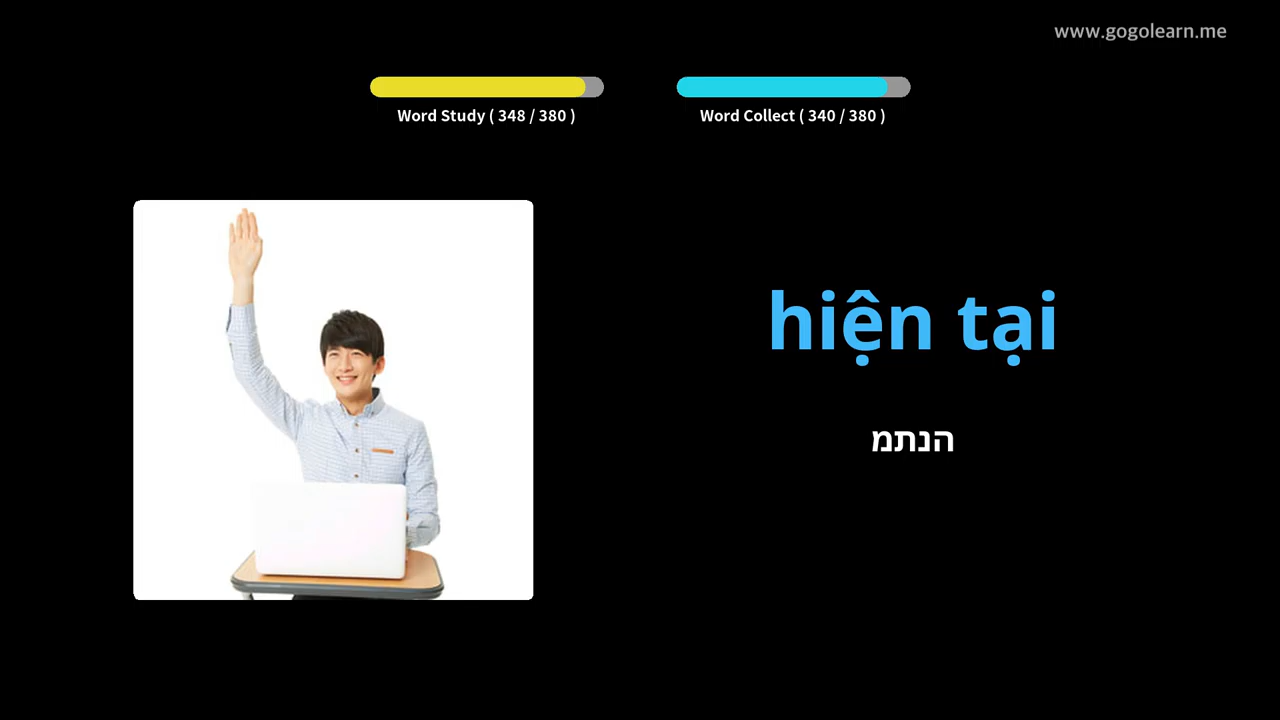 www.gogolearn.me
Word Study ( 348 / 380 )
Word Collect ( 340 / 380 )
hiện tại
הנתמ